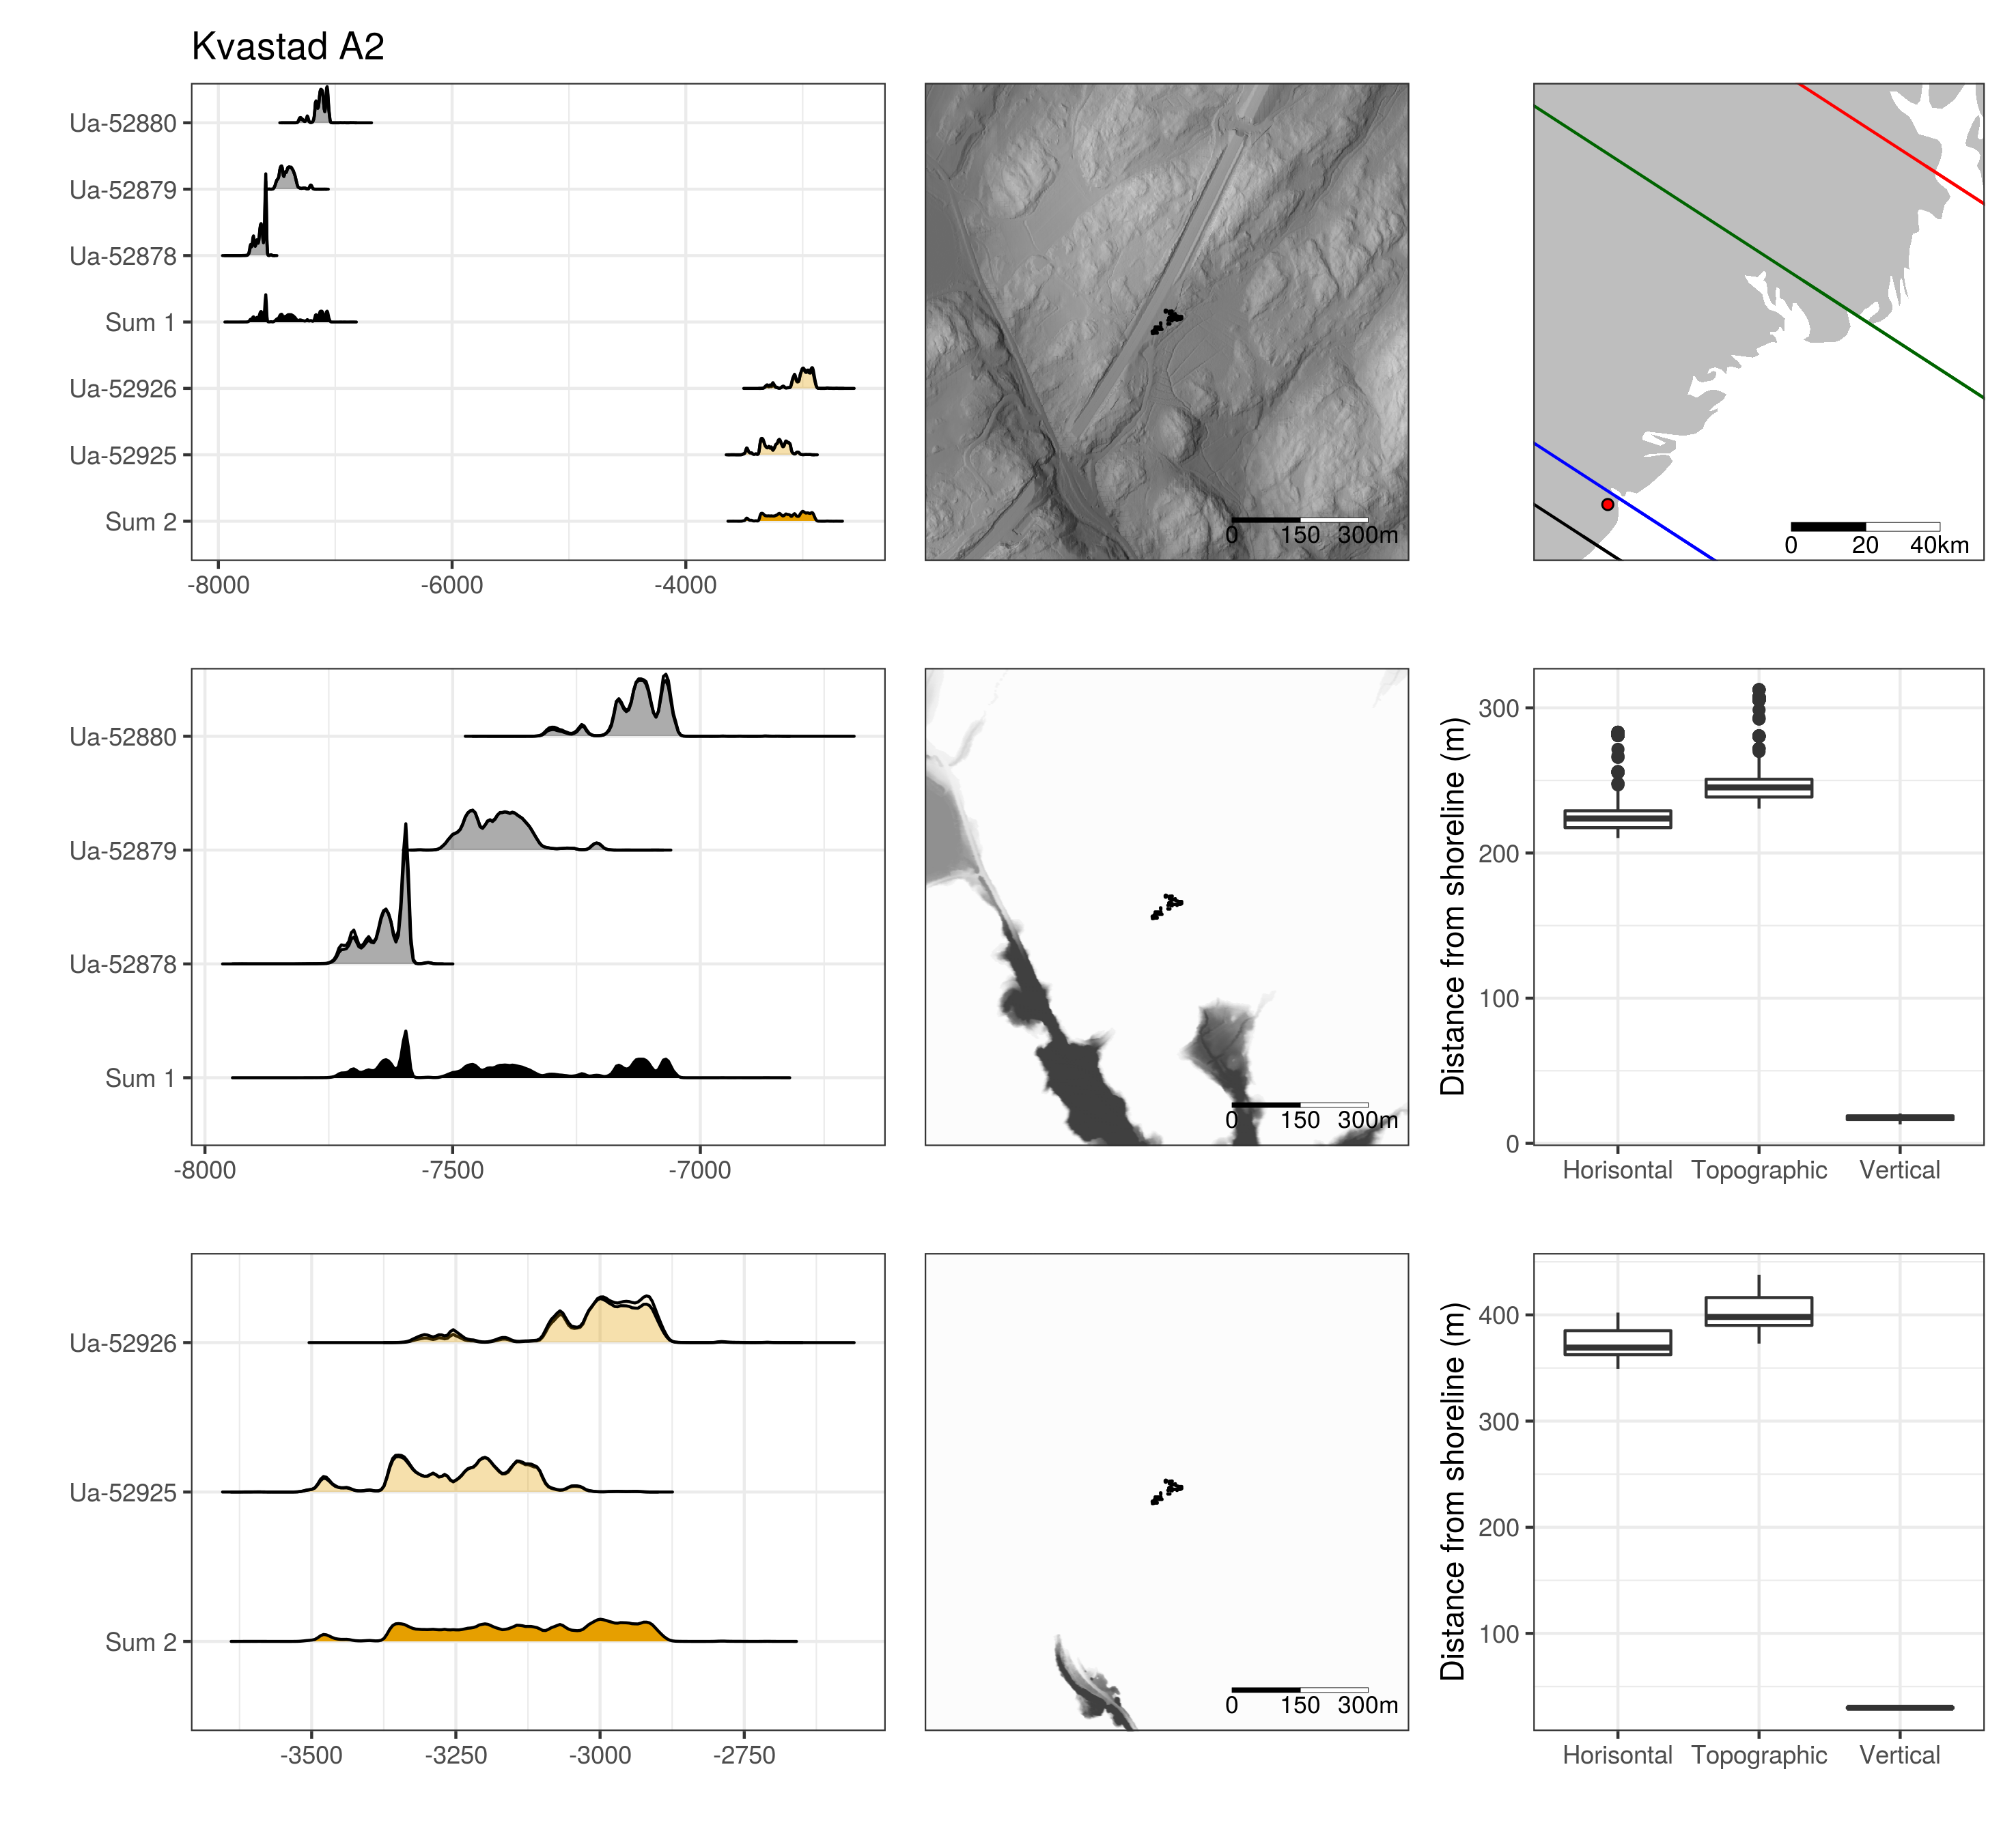 Kvastad A2
Ua-52880
Ua-52879
Ua-52878
Sum 1
Ua-52926
Ua-52925
Sum 2
-8000 -6000 -4000
0 150 300m
0 20 40km
Ua-52880
Ua-52879
Ua-52878
Sum 1
-8000 -7500 -7000
0 150 300m
Distance from shoreline (m)
300
200
100
0
Horisontal Topographic Vertical
Ua-52926
Ua-52925
Sum 2
-3500 -3250 -3000 -2750
0 150 300m
Distance from shoreline (m)
400
300
200
100
Horisontal Topographic Vertical